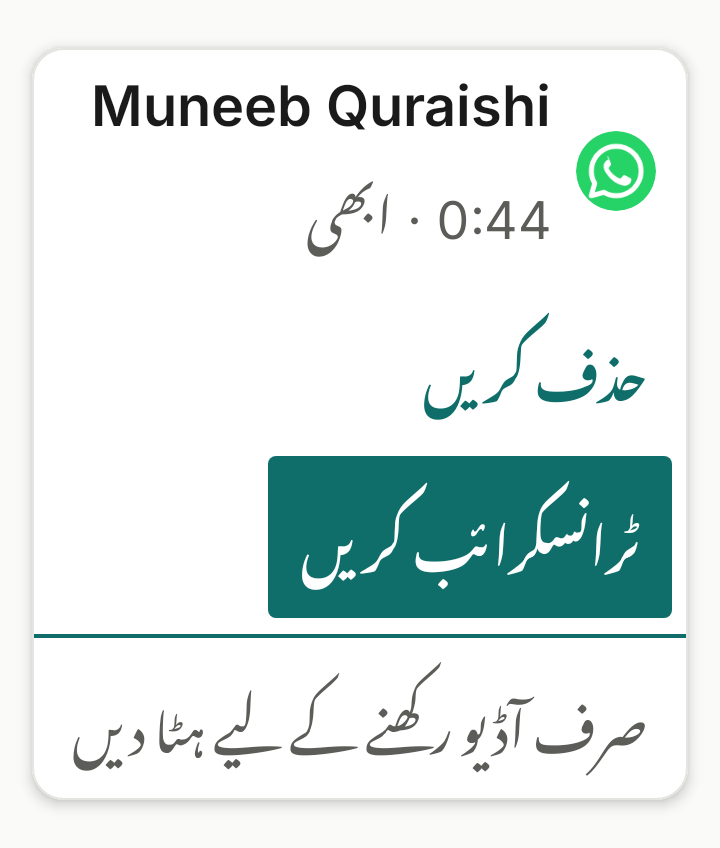 Muneeb Quraishi
0:44 · ابھی
حذف کریں
ٹرانسکرائب کریں
صرف آڈیو رکھنے کے لیے ہٹا دیں